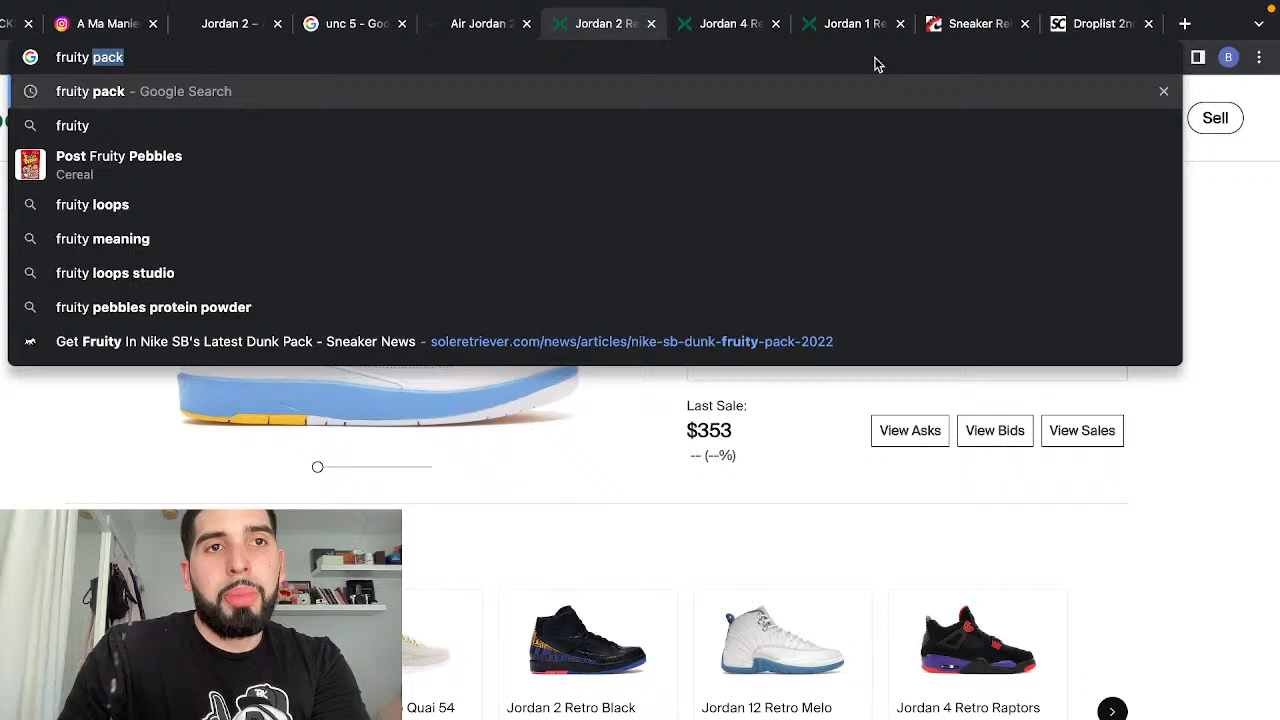 A Ma Manie
Jordan 2 –
unc 5 - Goo
Air Jordan 2
Jordan 2 Re
Jordan 4 Re
Jordan 1 Re
Sneaker Rel
SC Droplist 2n
fruity pack
B
fruity pack – Google Search
fruity
Sell
Post Fruity Pebbles
Cereal
fruity loops
fruity meaning
fruity loops studio
fruity pebbles protein powder
Get Fruity In Nike SB's Latest Dunk Pack - Sneaker News – soleretriever.com/news/articles/nike-sb-dunk-fruity-pack-2022
Last Sale:
$353
-- (--%)
View Asks
View Bids
View Sales
Quai 54
Jordan 2 Retro Black
Jordan 12 Retro Melo
Jordan 4 Retro Raptors